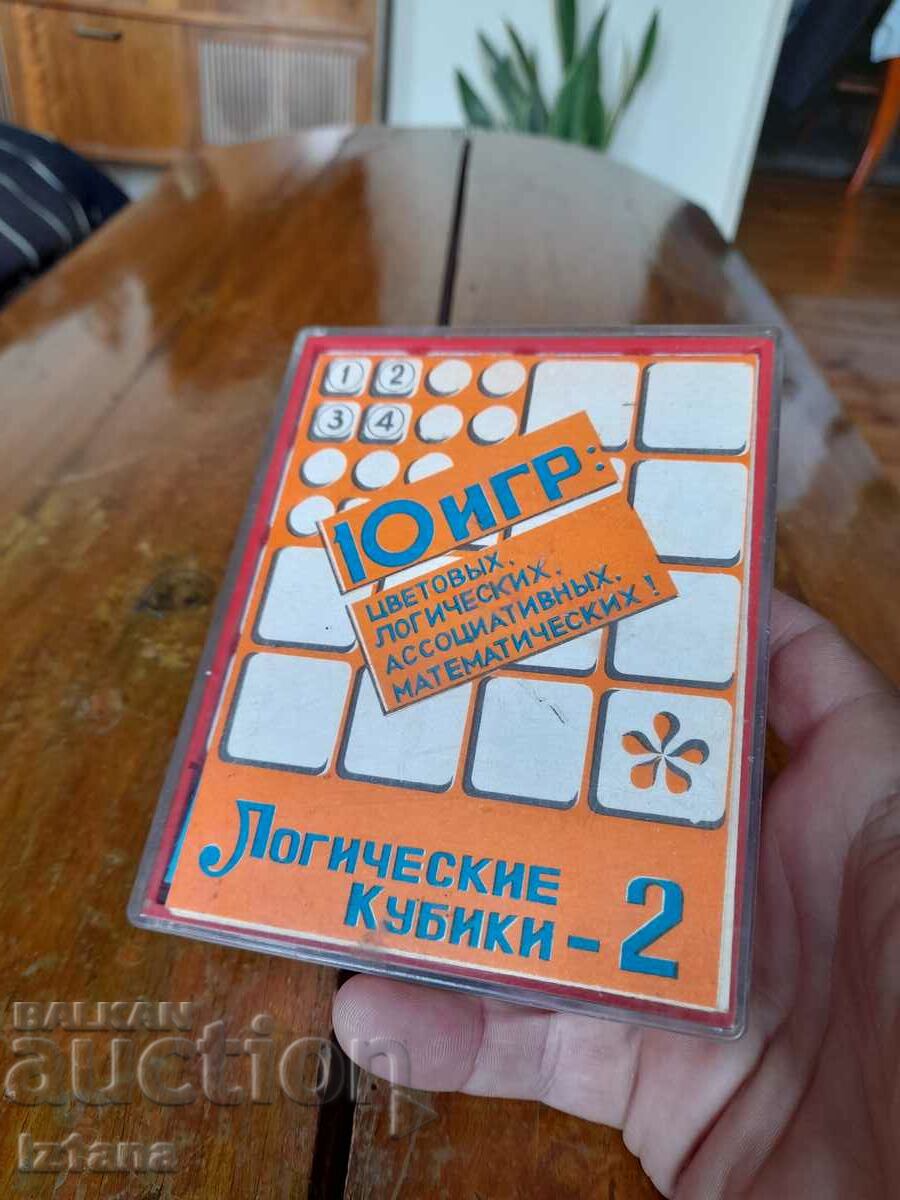 1 2
3 4
10 ИГР:
ЦВЕТОВЫХ,
ЛОГИЧЕСКИХ,
АССОЦИАТИВНЫХ,
МАТЕМАТИЧЕСКИХ!
ЛОГИЧЕСКИЕ
КУБИКИ - 2
BALKAN
auction
Iztana